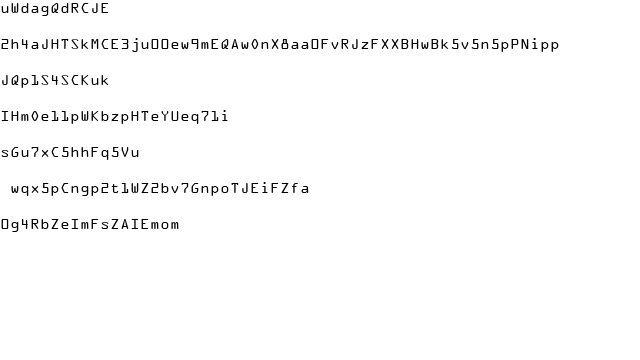 uWdagQdRCJE
2h4aJHTSkMCE3juOOew9mEQAw0nX8aaOFvRJzFXXBHwBk5v5n5pPNipp
JQp1S4SCKuk
IHm0e11pWKbzpHTeYUeq71i
sGu7xC5hhFq5Vu
wqx5pCngp2t1WZ2bv7GnpoTJEiFZfa
Og4RbZeImFsZAIEmom